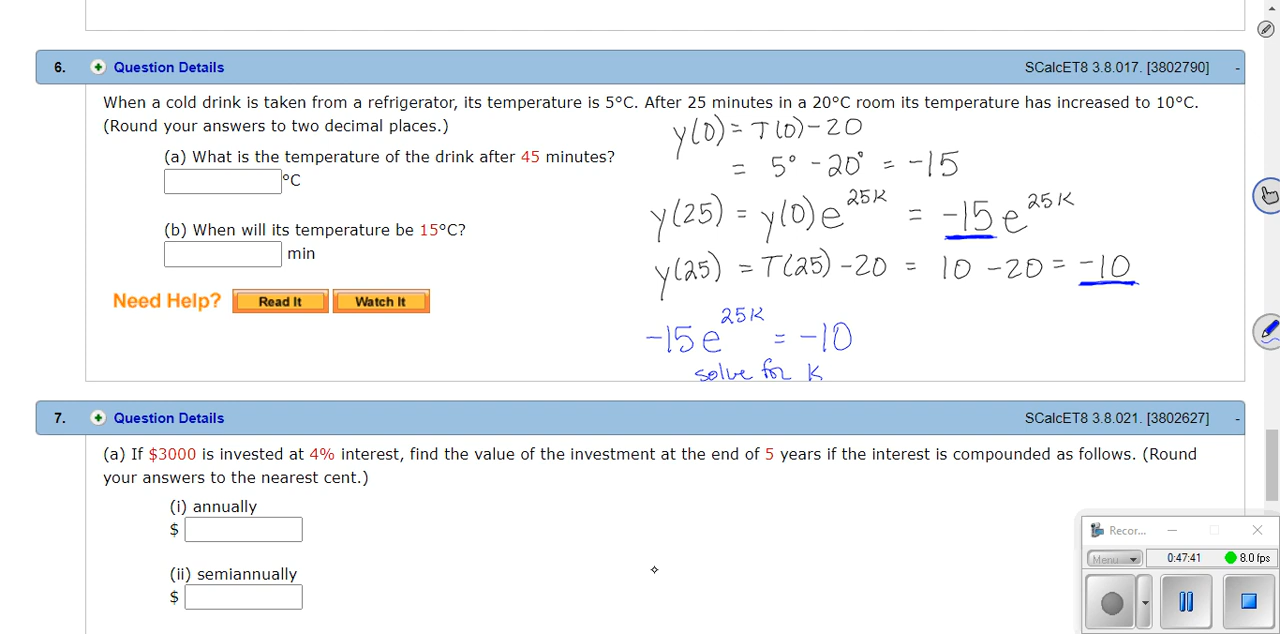 6. + Question Details SCalcET8 3.8.017. [3802790] -
When a cold drink is taken from a refrigerator, its temperature is 5°C. After 25 minutes in a 20°C room its temperature has increased to 10°C.
(Round your answers to two decimal places.)
y(0) = T(0) - 20
(a) What is the temperature of the drink after 45 minutes?
= 5° - 20° = -15
°C
y(25) = y(0)e^25K = -15e^25K
(b) When will its temperature be 15°C?
min
y(25) = T(25) - 20 = 10 - 20 = -10
Need Help? Read It Watch It
-15e^25K = -10
solve for K
7. + Question Details SCalcET8 3.8.021. [3802627] -
(a) If $3000 is invested at 4% interest, find the value of the investment at the end of 5 years if the interest is compounded as follows. (Round
your answers to the nearest cent.)
(i) annually
$
(ii) semiannually
$
Recor...
Menu 0:47:41 8.0 fps